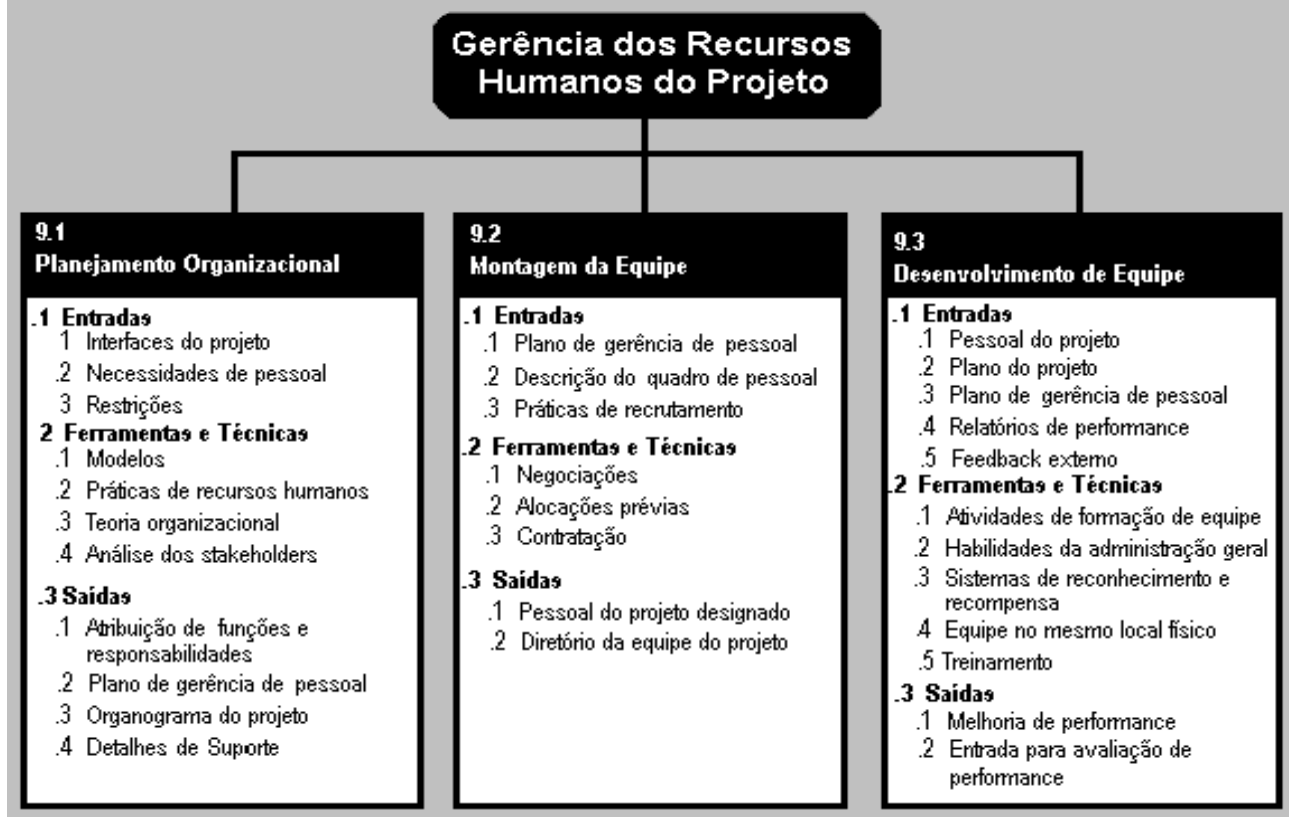 Gerência dos Recursos
Humanos do Projeto
9.1
Planejamento Organizacional
.1 Entradas
1 Interfaces do projeto
.2 Necessidades de pessoal
3 Restrições
2 Ferramentas e Técnicas
.1 Modelos
.2 Práticas de recursos humanos
.3 Teoria organizacional
.4 Análise dos stakeholders
.3 Saídas
.1 Atribuição de funções e
responsabilidades
.2 Plano de gerência de pessoal
.3 Organograma do projeto
.4 Detalhes de Suporte
9.2
Montagem da Equipe
.1 Entradas
.1 Plano de gerência de pessoal
.2 Descrição do quadro de pessoal
.3 Práticas de recrutamento
.2 Ferramentas e Técnicas
.1 Negociações
.2 Alocações prévias
.3 Contratação
.3 Saídas
.1 Pessoal do projeto designado
.2 Diretório da equipe do projeto
9.3
Desenvolvimento de Equipe
.1 Entradas
.1 Pessoal do projeto
.2 Plano do projeto
.3 Plano de gerência de pessoal
.4 Relatórios de performance
.5 Feedback externo
.2 Ferramentas e Técnicas
.1 Atividades de formação de equipe
.2 Habilidades da administração geral
.3 Sistemas de reconhecimento e
recompensa
.4 Equipe no mesmo local físico
.5 Treinamento
.3 Saídas
.1 Melhoria de performance
.2 Entrada para avaliação de
performance